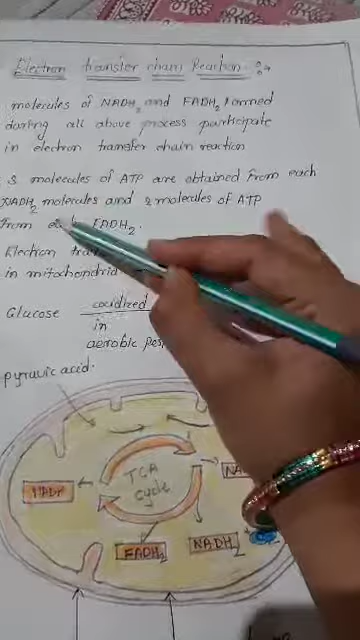 Electron transfer chain Reaction :-
molecules of NADH2 and FADH2 formed
during all above process participate
in electron transfer chain reaction
3 molecules of ATP are obtained from each
NADH2 molecules and 2 molecules of ATP
from FADH2.
Electron
in mitochondria
Glucose oxidized
in
aerobic
pyruvic acid.
TCA
cycle
FADH2
NADH2